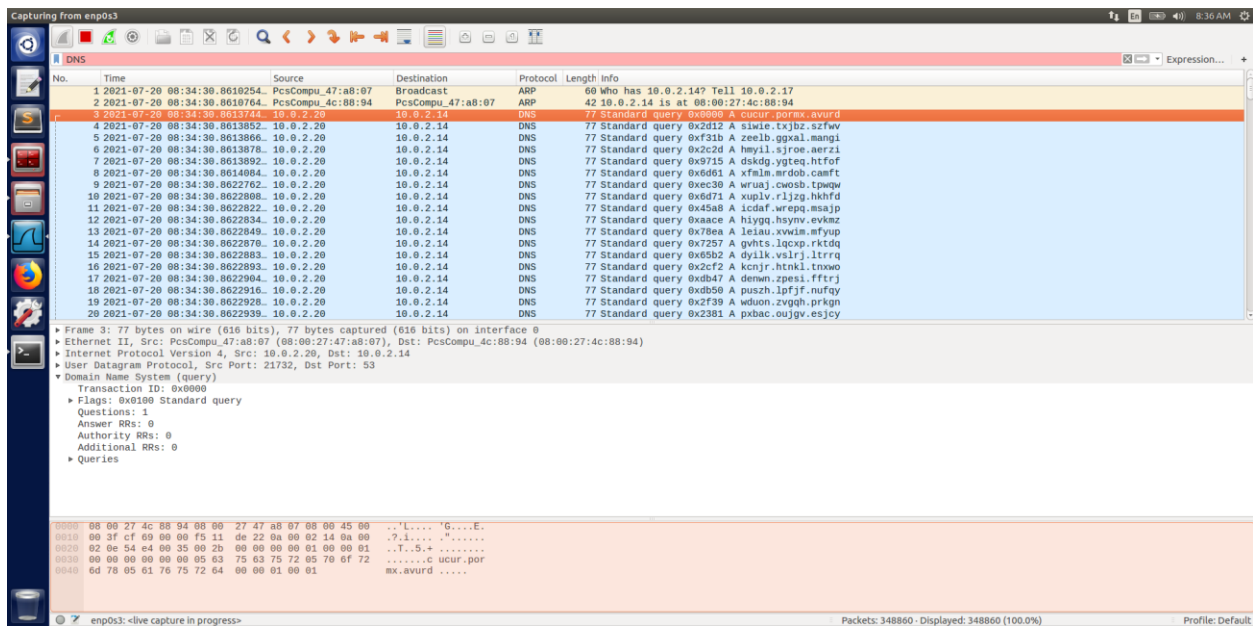 Capturing from enp0s3
En
8:36 AM
DNS
Expression...
+
No. Time Source Destination Protocol Length Info
1 2021-07-20 08:34:30.8610254… PcsCompu_47:a8:07 Broadcast ARP 60 Who has 10.0.2.14? Tell 10.0.2.17
2 2021-07-20 08:34:30.8610764… PcsCompu_4c:88:94 PcsCompu_47:a8:07 ARP 42 10.0.2.14 is at 08:00:27:4c:88:94
3 2021-07-20 08:34:30.8613744… 10.0.2.20 10.0.2.14 DNS 77 Standard query 0x0000 A cucur.pormx.avurd
4 2021-07-20 08:34:30.8613852… 10.0.2.20 10.0.2.14 DNS 77 Standard query 0x2d12 A siwie.txjbz.szfwv
5 2021-07-20 08:34:30.8613866… 10.0.2.20 10.0.2.14 DNS 77 Standard query 0xf31b A zeelb.ggxal.mangi
6 2021-07-20 08:34:30.8613878… 10.0.2.20 10.0.2.14 DNS 77 Standard query 0x2c2d A hmyil.sjroe.aerzi
7 2021-07-20 08:34:30.8613892… 10.0.2.20 10.0.2.14 DNS 77 Standard query 0x9715 A dskdg.ygteq.htfof
8 2021-07-20 08:34:30.8614084… 10.0.2.20 10.0.2.14 DNS 77 Standard query 0x6d61 A xfmlm.mrdob.camft
9 2021-07-20 08:34:30.8622762… 10.0.2.20 10.0.2.14 DNS 77 Standard query 0xec30 A wruaj.cwosb.tpwqw
10 2021-07-20 08:34:30.8622808… 10.0.2.20 10.0.2.14 DNS 77 Standard query 0x6d71 A xuplv.rljzg.hkhfd
11 2021-07-20 08:34:30.8622822… 10.0.2.20 10.0.2.14 DNS 77 Standard query 0x45a8 A icdaf.wrepq.msajp
12 2021-07-20 08:34:30.8622834… 10.0.2.20 10.0.2.14 DNS 77 Standard query 0xaace A hiygq.hsynv.evkmz
13 2021-07-20 08:34:30.8622849… 10.0.2.20 10.0.2.14 DNS 77 Standard query 0x78ea A leiau.xvwim.mfyup
14 2021-07-20 08:34:30.8622870… 10.0.2.20 10.0.2.14 DNS 77 Standard query 0x7257 A gvhts.lqcxp.rktdq
15 2021-07-20 08:34:30.8622883… 10.0.2.20 10.0.2.14 DNS 77 Standard query 0x65b2 A dyilk.vslrj.ltrrq
16 2021-07-20 08:34:30.8622893… 10.0.2.20 10.0.2.14 DNS 77 Standard query 0x2cf2 A kcnjr.htnkl.tnxwo
17 2021-07-20 08:34:30.8622904… 10.0.2.20 10.0.2.14 DNS 77 Standard query 0xdb47 A denwn.zpesi.fftrj
18 2021-07-20 08:34:30.8622916… 10.0.2.20 10.0.2.14 DNS 77 Standard query 0xdb50 A puszh.lpfjf.nufqy
19 2021-07-20 08:34:30.8622928… 10.0.2.20 10.0.2.14 DNS 77 Standard query 0x2f39 A wduon.zvgqh.prkgn
20 2021-07-20 08:34:30.8622939… 10.0.2.20 10.0.2.14 DNS 77 Standard query 0x2381 A pxbac.oujgv.esjcy
Frame 3: 77 bytes on wire (616 bits), 77 bytes captured (616 bits) on interface 0
Ethernet II, Src: PcsCompu_47:a8:07 (08:00:27:47:a8:07), Dst: PcsCompu_4c:88:94 (08:00:27:4c:88:94)
Internet Protocol Version 4, Src: 10.0.2.20, Dst: 10.0.2.14
User Datagram Protocol, Src Port: 21732, Dst Port: 53
Domain Name System (query)
Transaction ID: 0x0000
Flags: 0x0100 Standard query
Questions: 1
Answer RRs: 0
Authority RRs: 0
Additional RRs: 0
Queries
0000 08 00 27 4c 88 94 08 00 27 47 a8 07 08 00 45 00 ..'L.... 'G....E.
0010 00 3f cf 69 00 00 f5 11 de 22 0a 00 02 14 0a 00 .?.i.... ."......
0020 02 0e 54 e4 00 35 00 2b 00 00 00 00 01 00 00 01 ..T..5.+ ........
0030 00 00 00 00 00 00 05 63 75 63 75 72 05 70 6f 72 .......c ucur.por
0040 6d 78 05 61 76 75 72 64 00 00 01 00 01 mx.avurd .....
enp0s3: <live capture in progress>
Packets: 348860 · Displayed: 348860 (100.0%)
Profile: Default